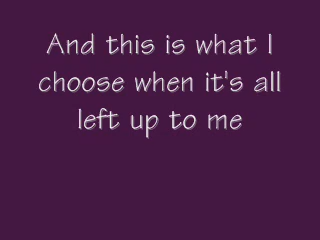 And this is what I
choose when it's all
left up to me